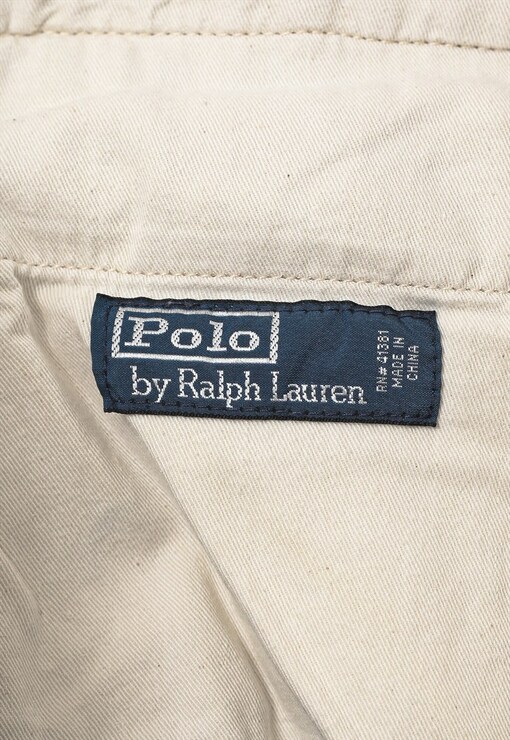 Polo
by Ralph Lauren
RN# 41381
MADE IN
CHINA